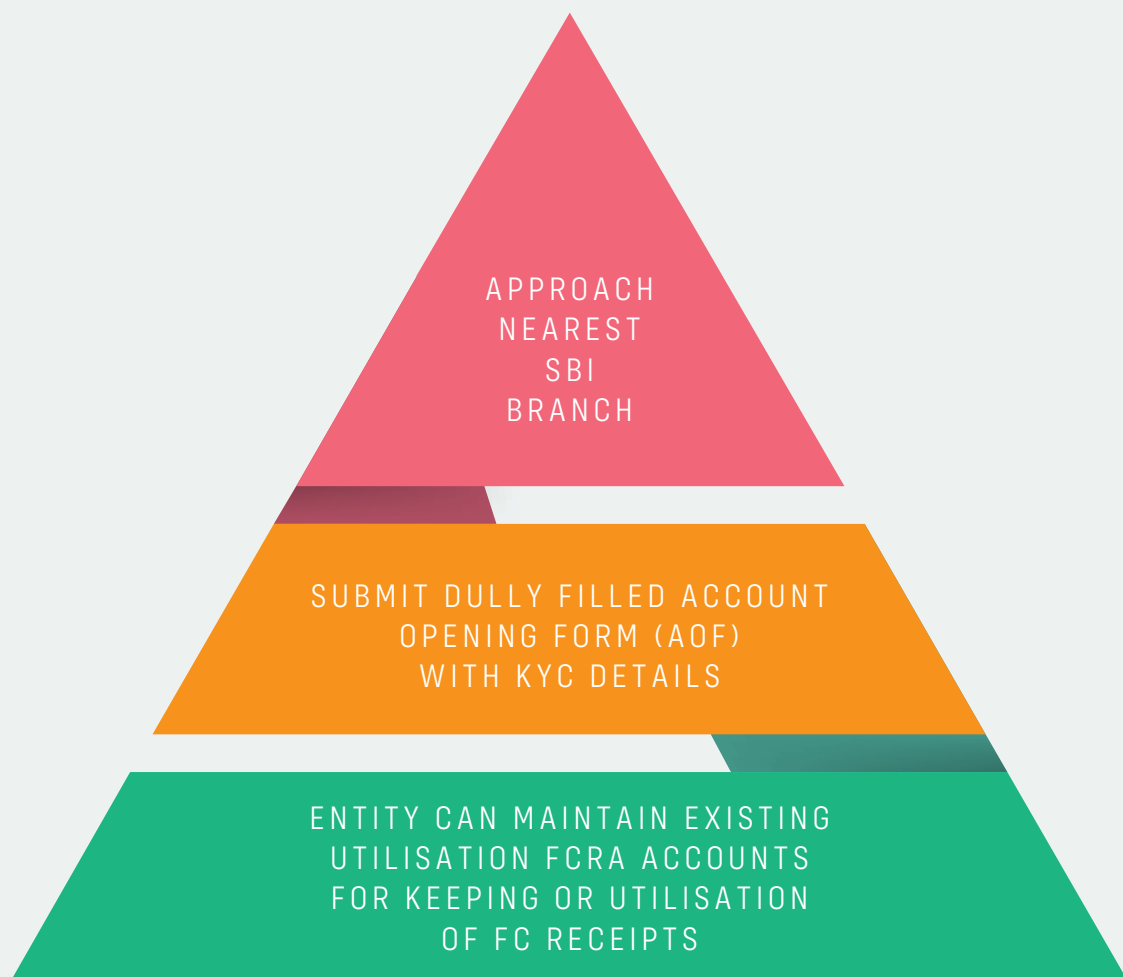 APPROACH
NEAREST
SBI
BRANCH
SUBMIT DULLY FILLED ACCOUNT
OPENING FORM (AOF)
WITH KYC DETAILS
ENTITY CAN MAINTAIN EXISTING
UTILISATION FCRA ACCOUNTS
FOR KEEPING OR UTILISATION
OF FC RECEIPTS